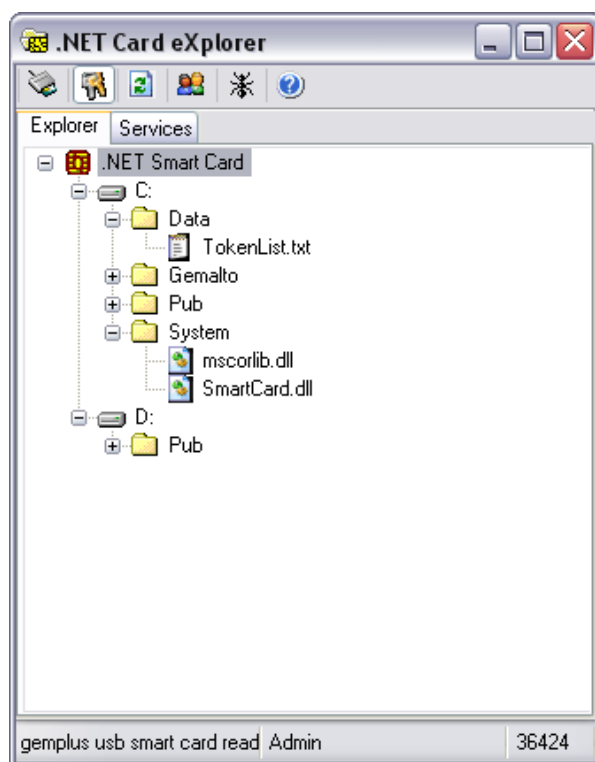 .NET Card eXplorer
Explorer Services
.NET Smart Card
C:
Data
TokenList.txt
Gemalto
Pub
System
mscorlib.dll
SmartCard.dll
D:
Pub
gemplus usb smart card read Admin 36424